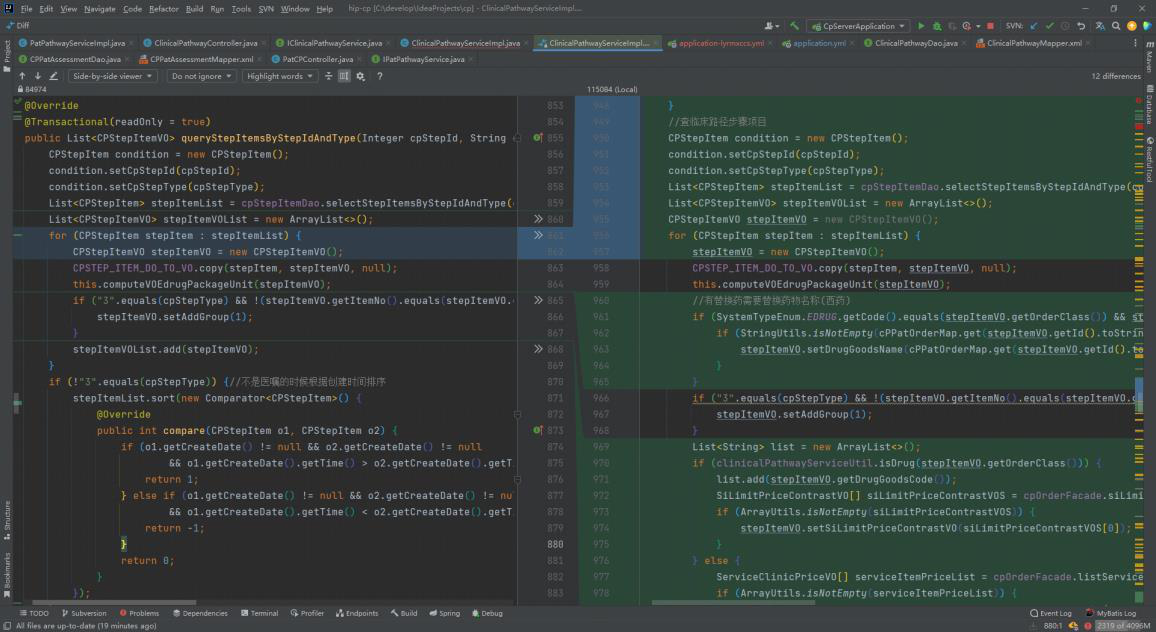 File Edit View Navigate Code Refactor Build Run Tools SVN Window Help hip-cp [C:\develop\IdeaProjects\cp] - ClinicalPathwayServiceImpl....
Diff CpServerApplication SVN:
PatPathwayServiceImpl.java ClinicalPathwayController.java IClinicalPathwayService.java ClinicalPathwayServiceImpl.java ClinicalPathwayServiceImpl.... application-lyrmxccs.yml application.yml ClinicalPathwayDao.java ClinicalPathwayMapper.xml
CPPatAssessmentDao.java CPPatAssessmentMapper.xml PatCPController.java IPatPathwayService.java
Side-by-side viewer Do not ignore Highlight words ? 12 differences
84974 115084 (Local)
@Override 853
@Transactional(readOnly = true) 854
public List<CPStepItemVO> queryStepItemsByStepIdAndType(Integer cpStepId, String 855
CPStepItem condition = new CPStepItem(); 856
condition.setCpStepId(cpStepId); 857
condition.setCpStepType(cpStepType); 858
List<CPStepItem> stepItemList = cpStepItemDao.selectStepItemsByStepIdAndType( 859
List<CPStepItemVO> stepItemVOList = new ArrayList<>(); 860
for (CPStepItem stepItem : stepItemList) { 861
CPStepItemVO stepItemVO = new CPStepItemVO(); 862
CPSTEP_ITEM_DO_TO_VO.copy(stepItem, stepItemVO, null); 863
this.computeVOEdrugPackageUnit(stepItemVO); 864
if ("3".equals(cpStepType) && !(stepItemVO.getItemNo().equals(stepItemVO. 865
stepItemVO.setAddGroup(1); 866
} 867
stepItemVOList.add(stepItemVO); 868
} 869
if (!"3".equals(cpStepType)) {//不是医嘱的时候根据创建时间排序 870
stepItemList.sort(new Comparator<CPStepItem>() { 871
@Override 872
public int compare(CPStepItem o1, CPStepItem o2) { 873
if (o1.getCreateDate() != null && o2.getCreateDate() != null 874
&& o1.getCreateDate().getTime() > o2.getCreateDate().getT 875
return 1; 876
} else if (o1.getCreateDate() != null && o2.getCreateDate() != nu 877
&& o1.getCreateDate().getTime() < o2.getCreateDate().getT 878
return -1; 879
} 880
return 0; 881
} 882
}); 883
948 }
949 //查临床路径步骤项目
950 CPStepItem condition = new CPStepItem();
951 condition.setCpStepId(cpStepId);
952 condition.setCpStepType(cpStepType);
953 List<CPStepItem> stepItemList = cpStepItemDao.selectStepItemsByStepIdAndType(
954 List<CPStepItemVO> stepItemVOList = new ArrayList<>();
955 CPStepItemVO stepItemVO = new CPStepItemVO();
956 for (CPStepItem stepItem : stepItemList) {
957 stepItemVO = new CPStepItemVO();
958 CPSTEP_ITEM_DO_TO_VO.copy(stepItem, stepItemVO, null);
959 this.computeVOEdrugPackageUnit(stepItemVO);
960 //有替换药需要替换药物名称(西药)
961 if (SystemTypeEnum.EDRUG.getCode().equals(stepItemVO.getOrderClass()) && st
962 if (StringUtils.isNotEmpty(cPPatOrderMap.get(stepItemVO.getId().toStrin
963 stepItemVO.setDrugGoodsName(cPPatOrderMap.get(stepItemVO.getId().to
964 }
965 }
966 if ("3".equals(cpStepType) && !(stepItemVO.getItemNo().equals(stepItemVO.
967 stepItemVO.setAddGroup(1);
968 }
969 List<String> list = new ArrayList<>();
970 if (clinicalPathwayServiceUtil.isDrug(stepItemVO.getOrderClass())) {
971 list.add(stepItemVO.getDrugGoodsCode());
972 SiLimitPriceContrastVO[] siLimitPriceContrastVOS = cpOrderFacade.siLimi
973 if (ArrayUtils.isNotEmpty(siLimitPriceContrastVOS)) {
974 stepItemVO.setSiLimitPriceContrastVO(siLimitPriceContrastVOS[0]);
975 }
976 } else {
977 ServiceClinicPriceVO[] serviceItemPriceList = cpOrderFacade.listService
978 if (ArrayUtils.isNotEmpty(serviceItemPriceList)) {
Project
Structure
Bookmarks
Maven
Database
RestfulTool
TODO Subversion Problems Dependencies Terminal Profiler Endpoints Build Spring Debug Event Log MyBatis Log
All files are up-to-date (19 minutes ago) 880:1 2319 of 4096M